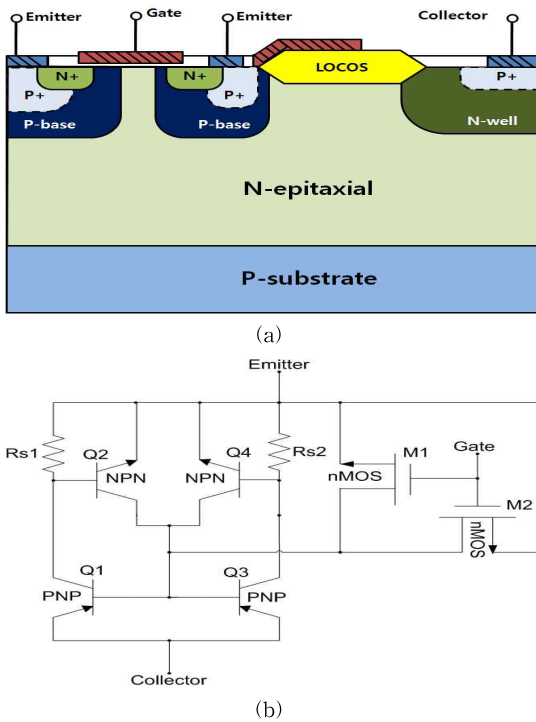 Emitter Gate Emitter Collector
N+ N+ LOCOS P+
P+ P+
P-base P-base N-well
N-epitaxial
P-substrate
(a)
Emitter
Rs1 Q2 Q4 Rs2 M1 Gate
NPN NPN nMOS M2
nMOS
Q1 Q3
PNP PNP
Collector
(b)